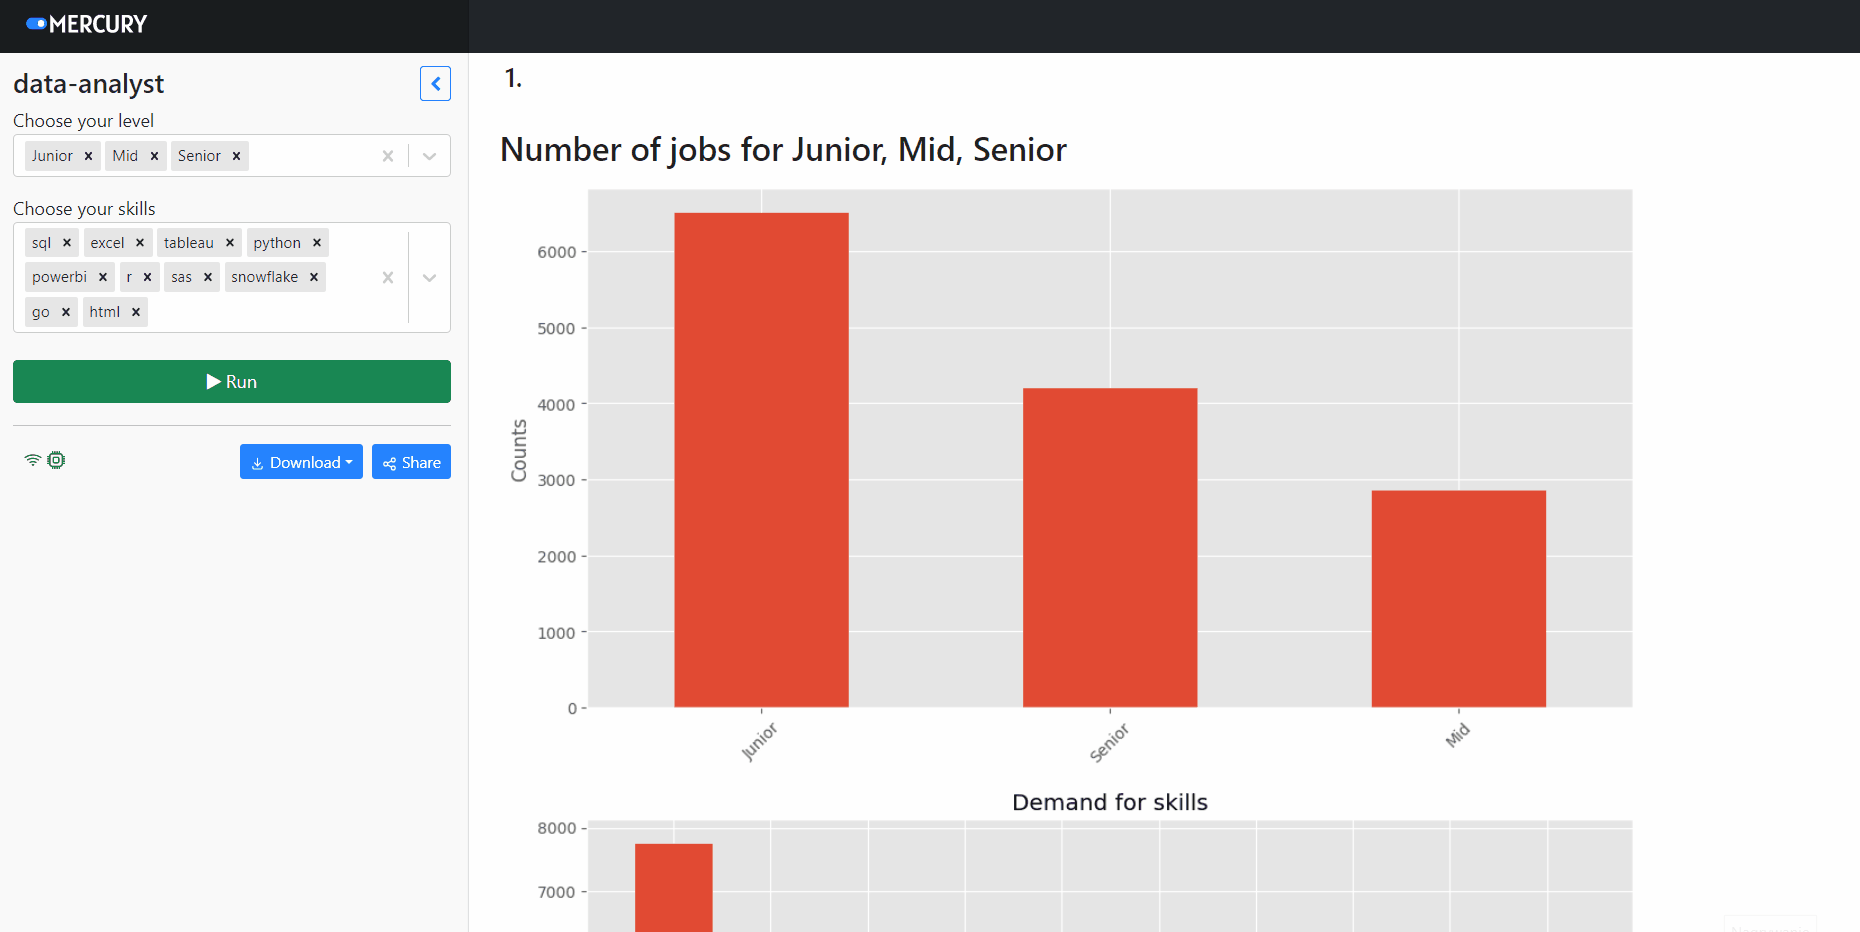 MERCURY
data-analyst
Choose your level
Junior × Mid × Senior ×
Choose your skills
sql × excel × tableau × python ×
powerbi × r × sas × snowflake ×
go × html ×
Run
Download Share
1.
Number of jobs for Junior, Mid, Senior
6000
5000
4000
3000
2000
1000
0
Counts
Junior Senior Mid
Demand for skills
8000
7000